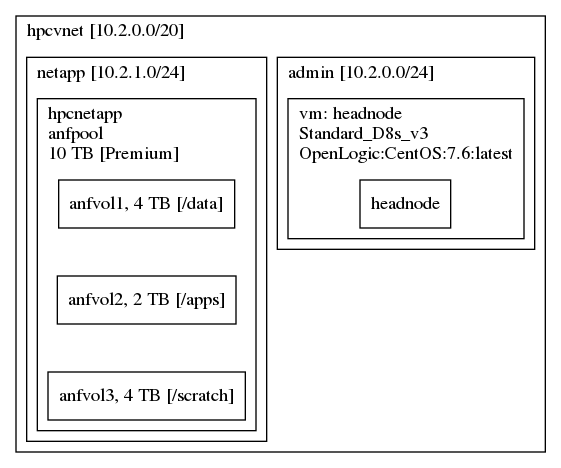 hpcvnet [10.2.0.0/20]
netapp [10.2.1.0/24]
hpcnetapp
anfpool
10 TB [Premium]
anfvol1, 4 TB [/data]
anfvol2, 2 TB [/apps]
anfvol3, 4 TB [/scratch]
admin [10.2.0.0/24]
vm: headnode
Standard_D8s_v3
OpenLogic:CentOS:7.6:latest
headnode